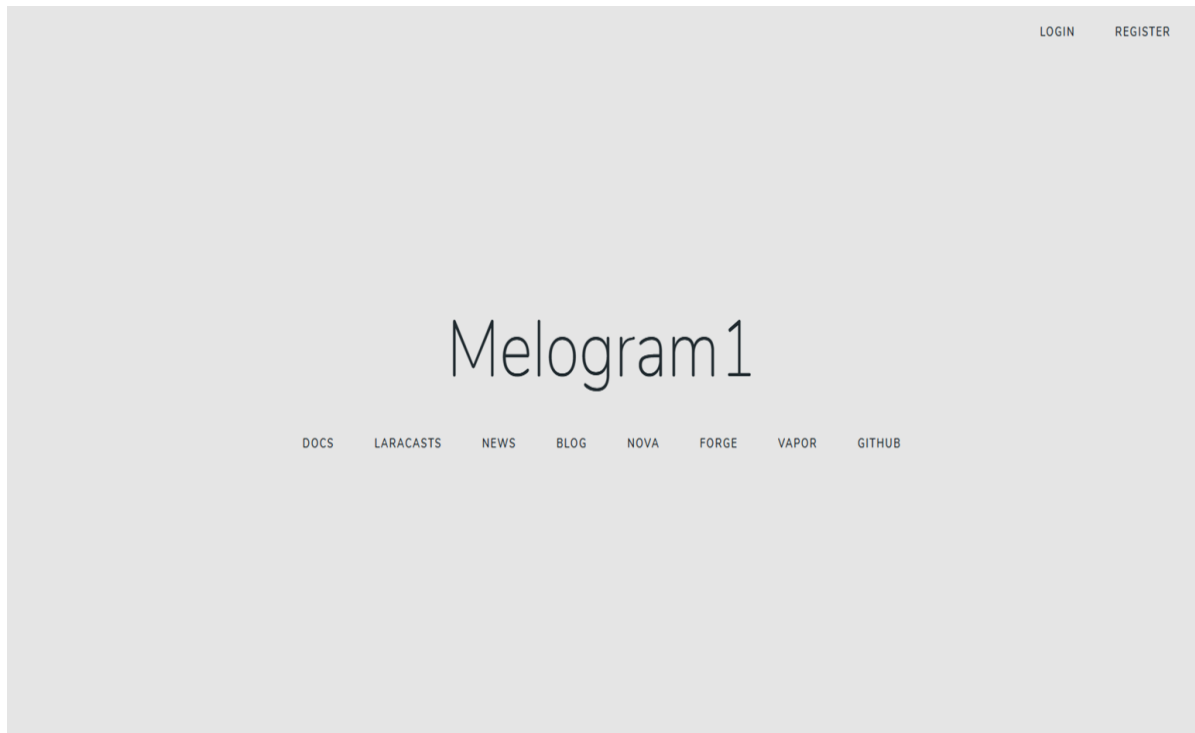 LOGIN REGISTER
Melogram1
DOCS LARACASTS NEWS BLOG NOVA FORGE VAPOR GITHUB